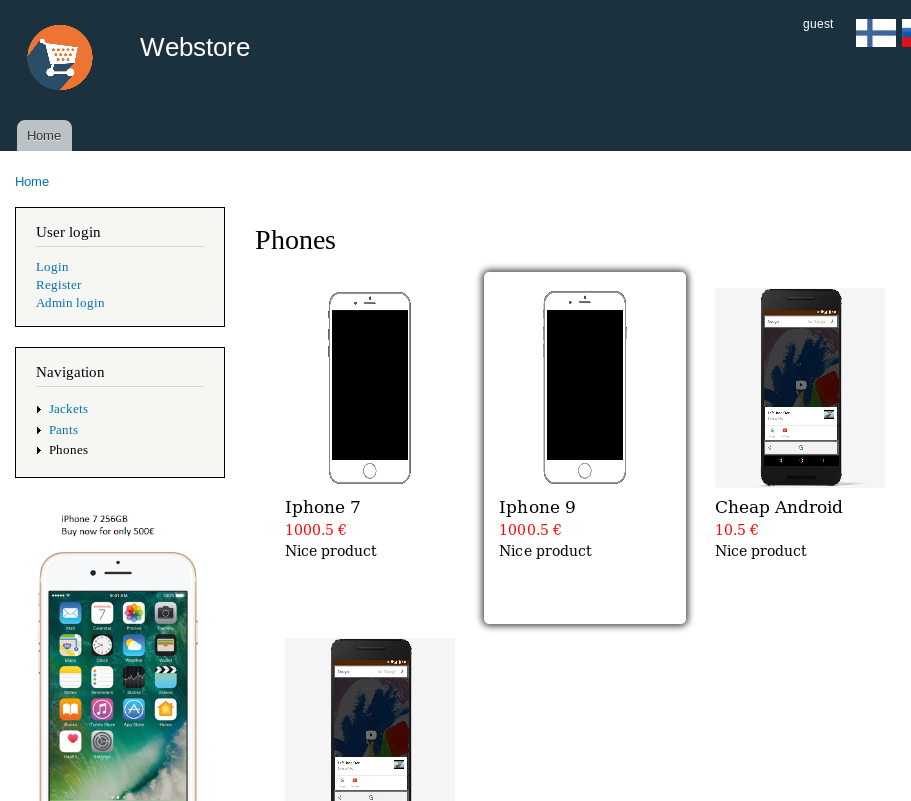 Webstore
guest
Home
Home
User login
Login
Register
Admin login
Navigation
Jackets
Pants
Phones
iPhone 7 256GB
Buy now for only 500€
Phones
Iphone 7
1000.5 €
Nice product
Iphone 9
1000.5 €
Nice product
Cheap Android
10.5 €
Nice product